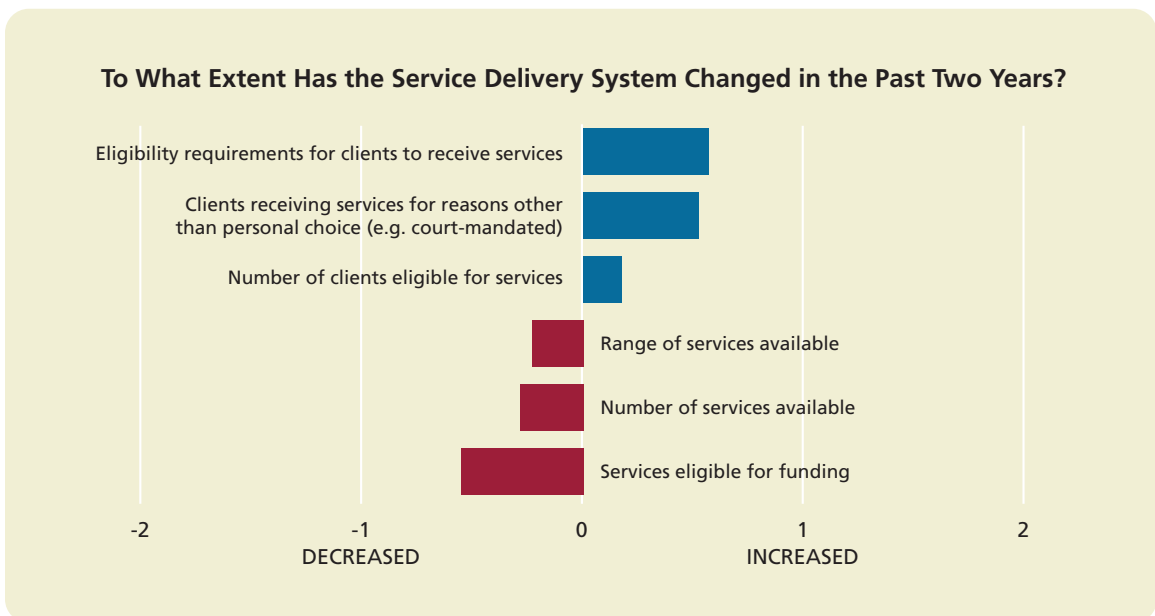 To What Extent Has the Service Delivery System Changed in the Past Two Years?
Eligibility requirements for clients to receive services
Clients receiving services for reasons other
than personal choice (e.g. court-mandated)
Number of clients eligible for services
Range of services available
Number of services available
Services eligible for funding
-2 -1 0 1 2
DECREASED INCREASED